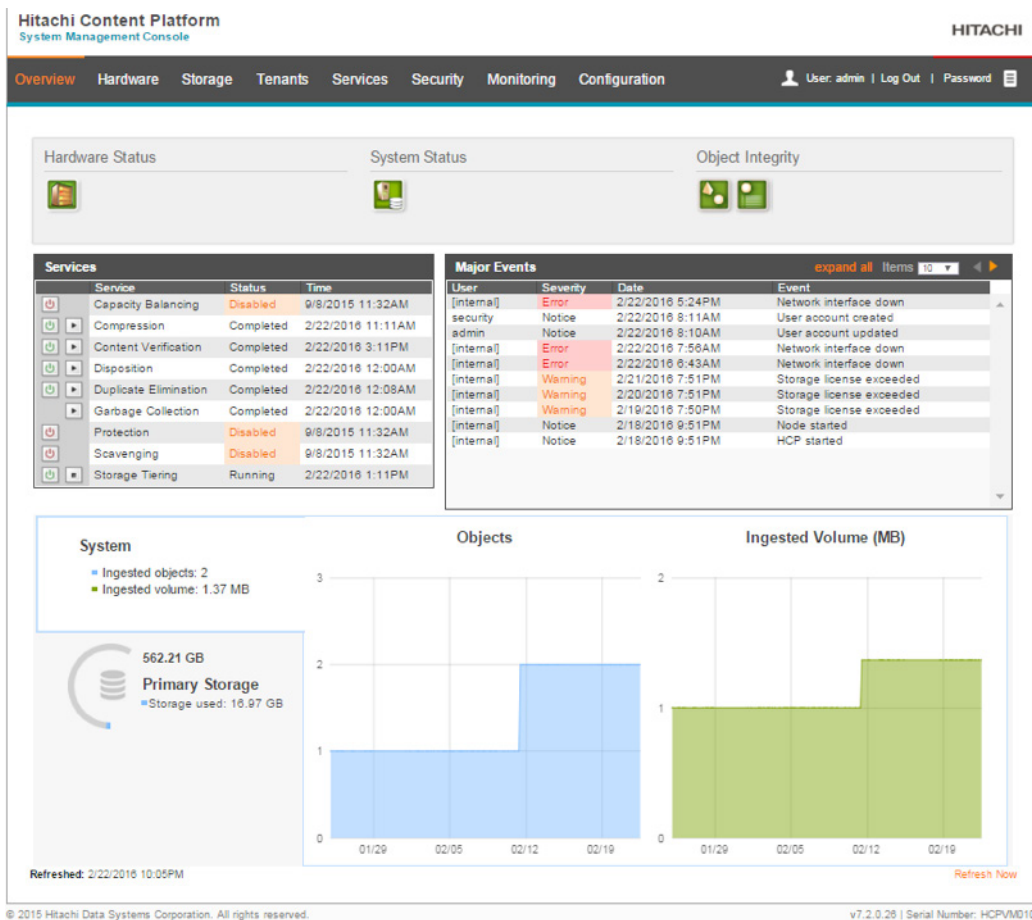 Hitachi Content Platform
System Management Console
HITACHI
Overview Hardware Storage Tenants Services Security Monitoring Configuration User: admin | Log Out | Password
Hardware Status System Status Object Integrity
Services
Service Status Time
Capacity Balancing Disabled 9/8/2015 11:32AM
Compression Completed 2/22/2016 11:11AM
Content Verification Completed 2/22/2016 3:11PM
Disposition Completed 2/22/2016 12:00AM
Duplicate Elimination Completed 2/22/2016 12:08AM
Garbage Collection Completed 2/22/2016 12:00AM
Protection Disabled 9/8/2015 11:32AM
Scavenging Disabled 9/8/2015 11:32AM
Storage Tiering Running 2/22/2016 1:11PM
Major Events expand all Items 10
User Severity Date Event
[internal] Error 2/22/2016 5:24PM Network interface down
security Notice 2/22/2016 8:11AM User account created
admin Notice 2/22/2016 8:10AM User account updated
[internal] Error 2/22/2016 7:56AM Network interface down
[internal] Error 2/22/2016 6:43AM Network interface down
[internal] Warning 2/21/2016 7:51PM Storage license exceeded
[internal] Warning 2/20/2016 7:51PM Storage license exceeded
[internal] Warning 2/19/2016 7:50PM Storage license exceeded
[internal] Notice 2/18/2016 9:51PM Node started
[internal] Notice 2/18/2016 9:51PM HCP started
System
Ingested objects: 2
Ingested volume: 1.37 MB
562.21 GB
Primary Storage
Storage used: 16.97 GB
Objects
3
2
1
0
01/29 02/05 02/12 02/19
Ingested Volume (MB)
2
1
0
01/29 02/05 02/12 02/19
Refreshed: 2/22/2016 10:05PM
Refresh Now
© 2015 Hitachi Data Systems Corporation. All rights reserved.
v7.2.0.26 | Serial Number: HCPVM010